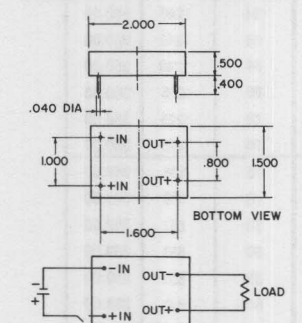 2.000
.500
.400
.040 DIA
-IN OUT-
1.000 .800 1.500
+IN OUT+
BOTTOM VIEW
1.600
-IN OUT-
- LOAD
+
+IN OUT+